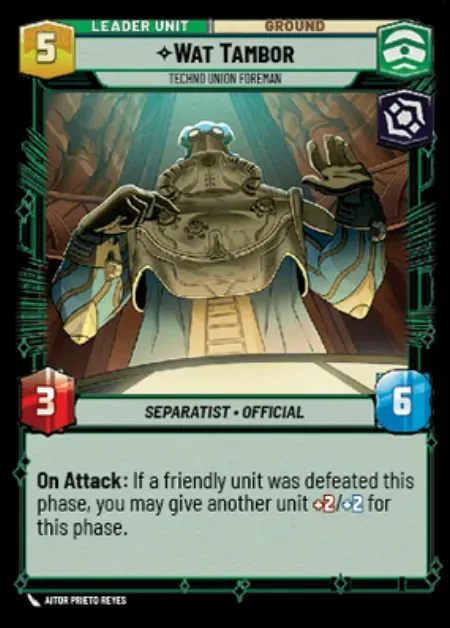 LEADER UNIT
GROUND
5
WAT TAMBOR
TECHNO UNION FOREMAN
3
SEPARATIST • OFFICIAL
6
On Attack: If a friendly unit was defeated this
phase, you may give another unit +2/+2 for
this phase.
AITOR PRIETO REYES